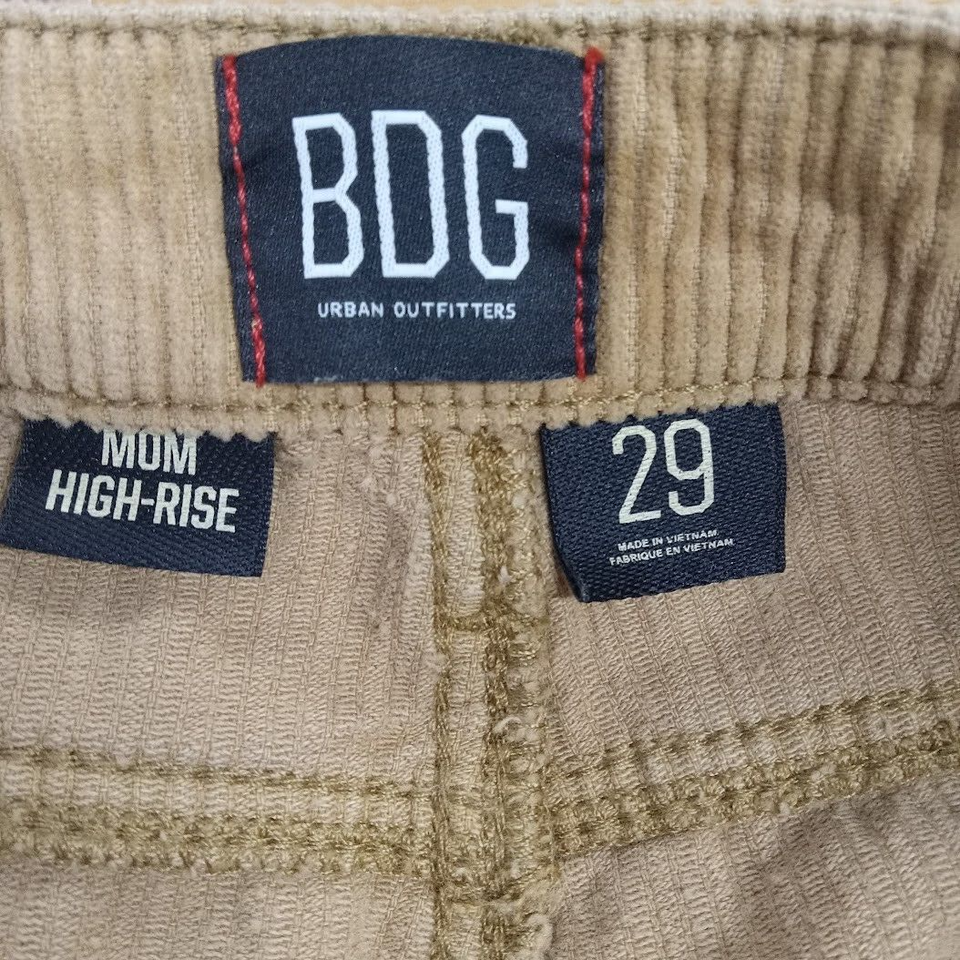 BDG
URBAN OUTFITTERS
MOM
HIGH-RISE
29
MADE IN VIETNAM
FABRIQUE EN VIETNAM